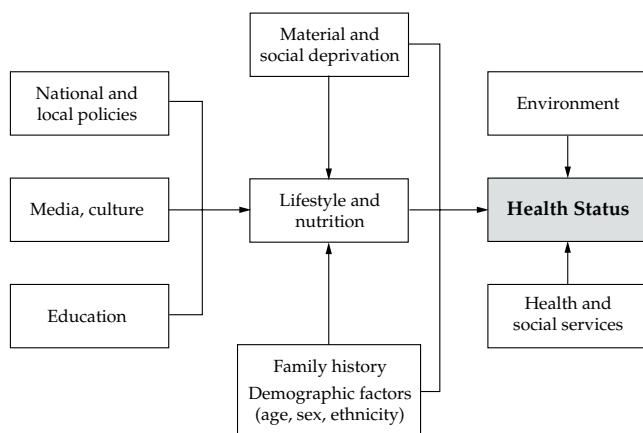 Material and
social deprivation
National and
local policies
Environment
Media, culture
Lifestyle and
nutrition
Health Status
Education
Health and
social services
Family history
Demographic factors
(age, sex, ethnicity)